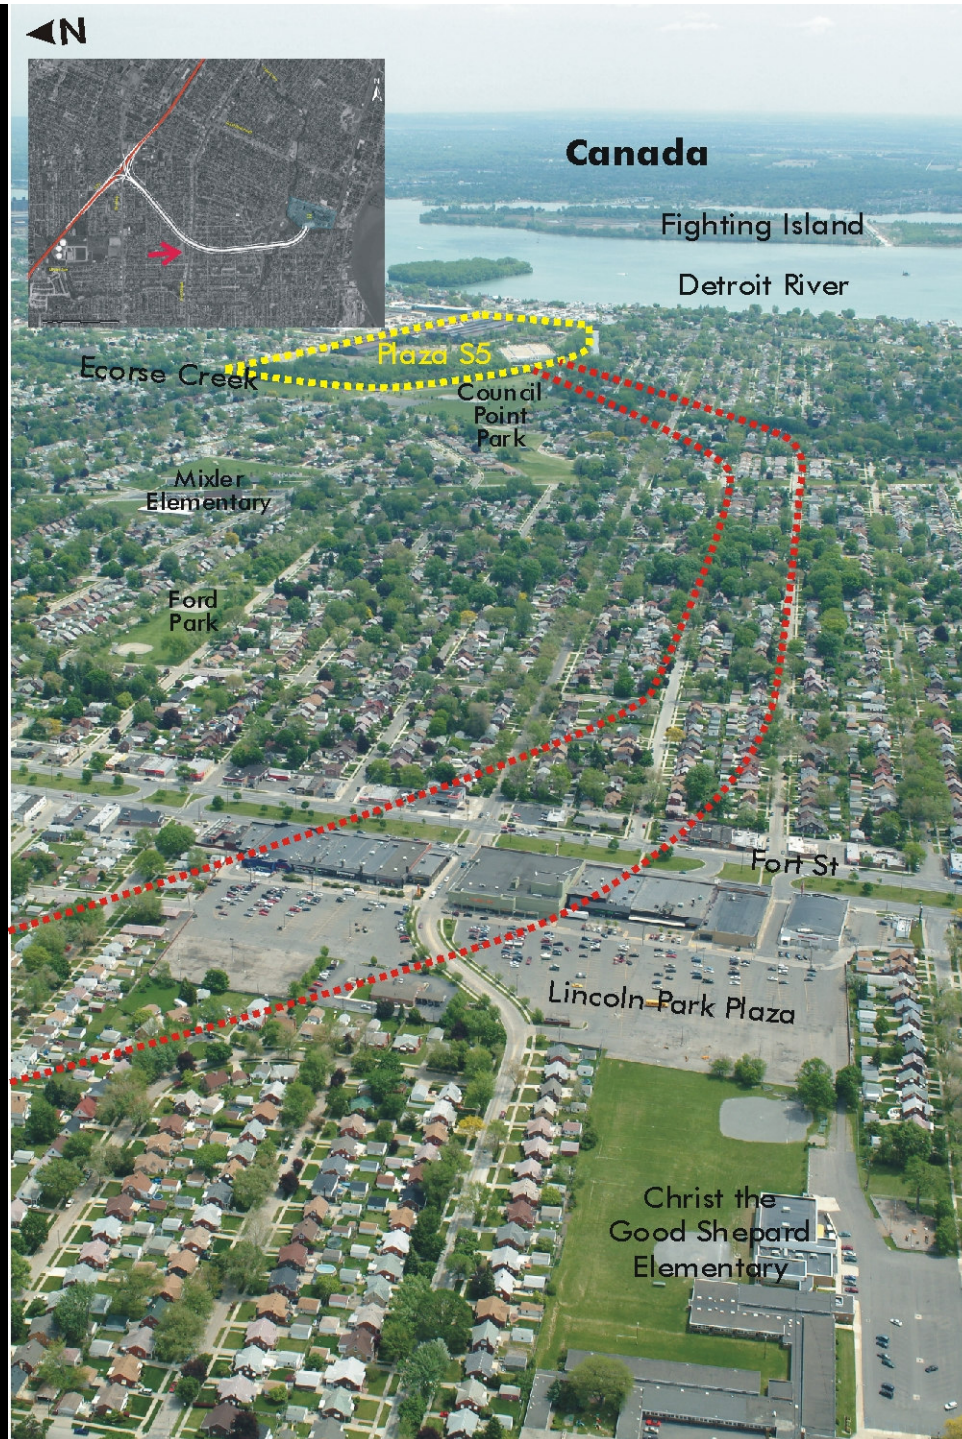 N
Canada
Fighting Island
Detroit River
Plaza S5
Ecorse Creek
Council
Point
Park
Mixler
Elementary
Ford
Park
Fort St
Lincoln Park Plaza
Christ the
Good Shepard
Elementary